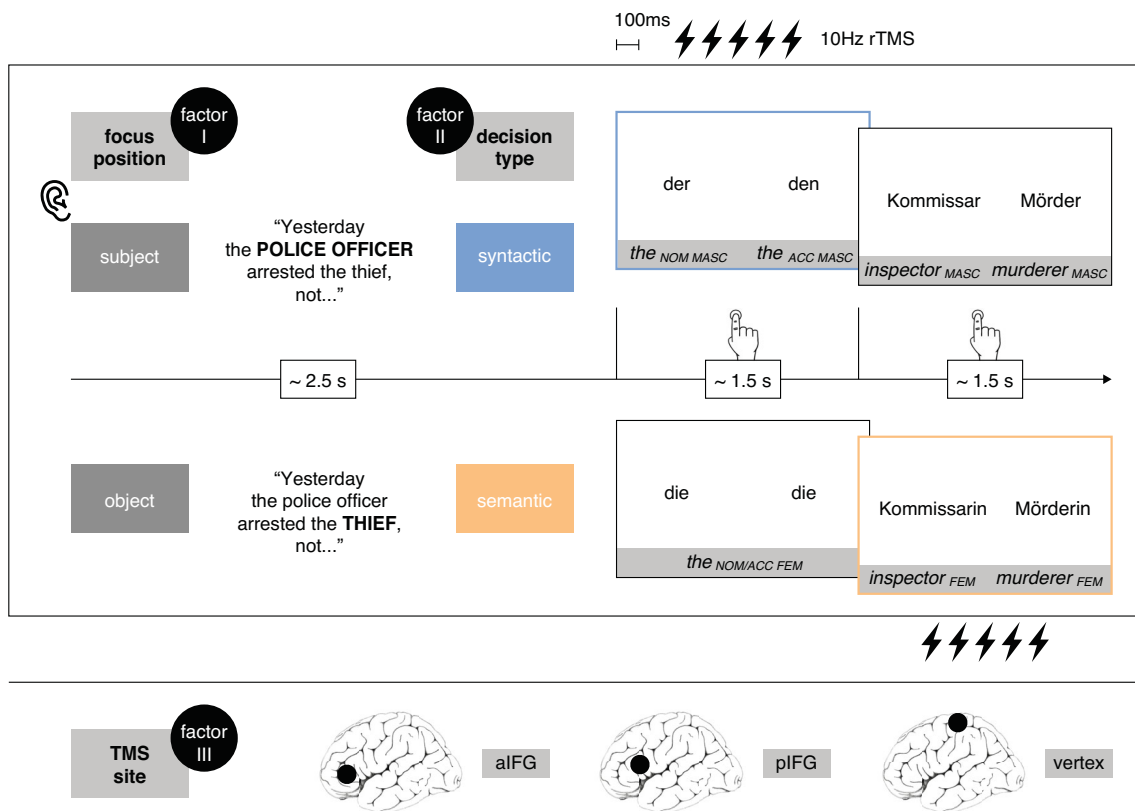 100ms
10Hz rTMS
factor
I
focus
position
factor
II
decision
type
subject
“Yesterday
the POLICE OFFICER
arrested the thief,
not...”
syntactic
der den
the NOM MASC the ACC MASC
Kommissar Mörder
inspector MASC murderer MASC
~ 2.5 s
~ 1.5 s
~ 1.5 s
object
“Yesterday
the police officer
arrested the THIEF,
not...”
semantic
die die
the NOM/ACC FEM
Kommissarin Mörderin
inspector FEM murderer FEM
factor
III
TMS
site
aIFG
pIFG
vertex